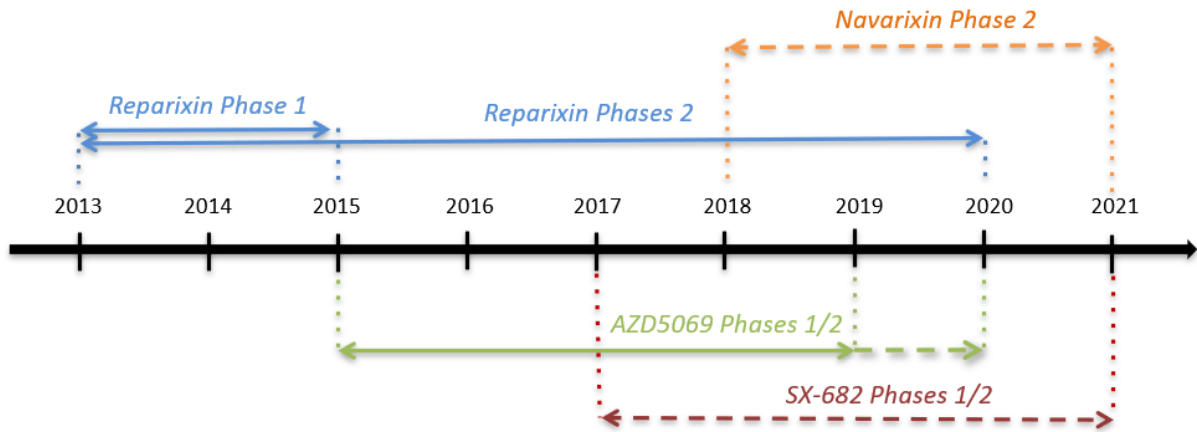 Navarixin Phase 2
Reparixin Phase 1
Reparixin Phases 2
2013 2014 2015 2016 2017 2018 2019 2020 2021
AZD5069 Phases 1/2
SX-682 Phases 1/2